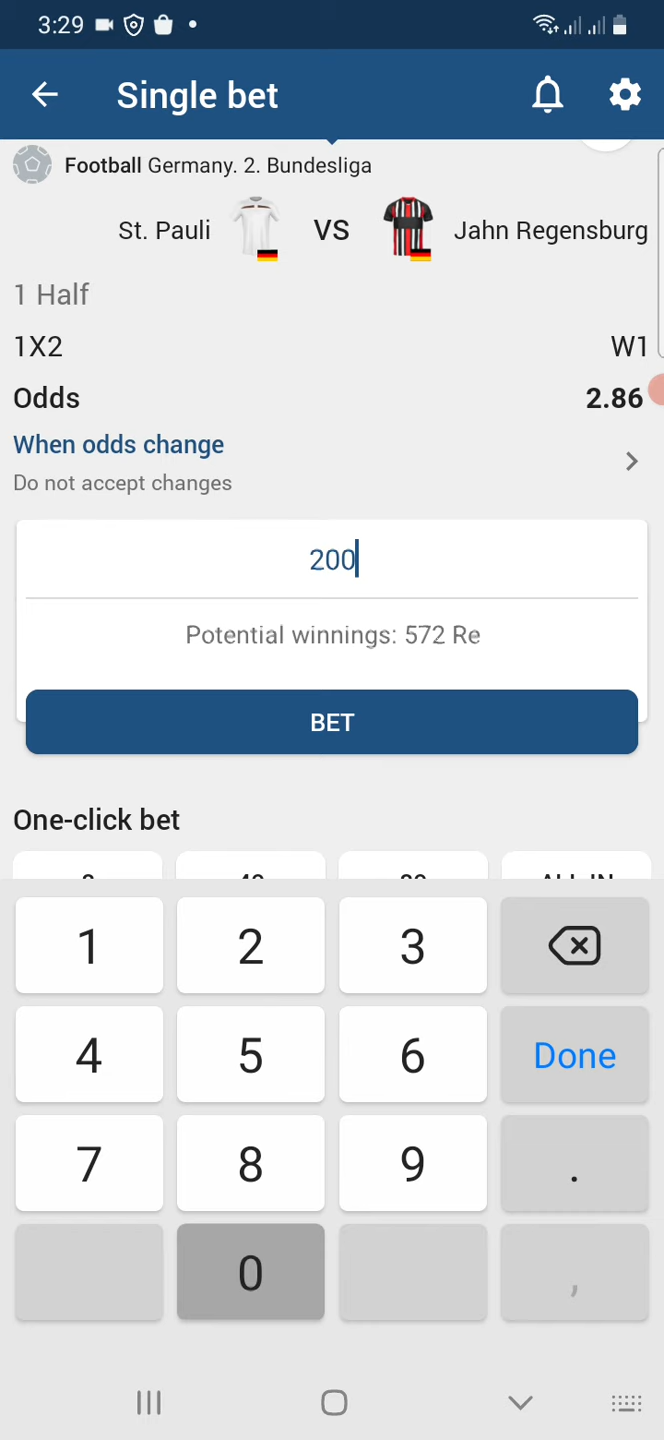 3:29
Single bet
Football Germany. 2. Bundesliga
St. Pauli VS Jahn Regensburg
1 Half
1X2 W1
Odds 2.86
When odds change
Do not accept changes
200
Potential winnings: 572 Re
BET
One-click bet
1 2 3
4 5 6 Done
7 8 9 .
0 ,